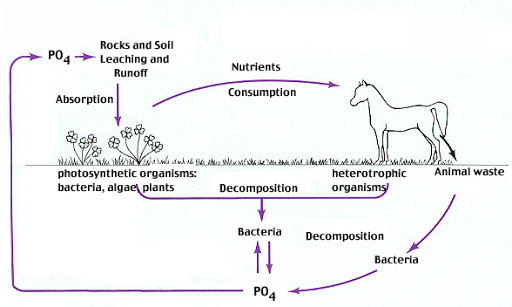 PO4
Rocks and Soil
Leaching and
Runoff
Nutrients
Consumption
Absorption
photosynthetic organisms:
bacteria, algae, plants
heterotrophic
organisms
Animal waste
Decomposition
Bacteria
Decomposition
Bacteria
PO4